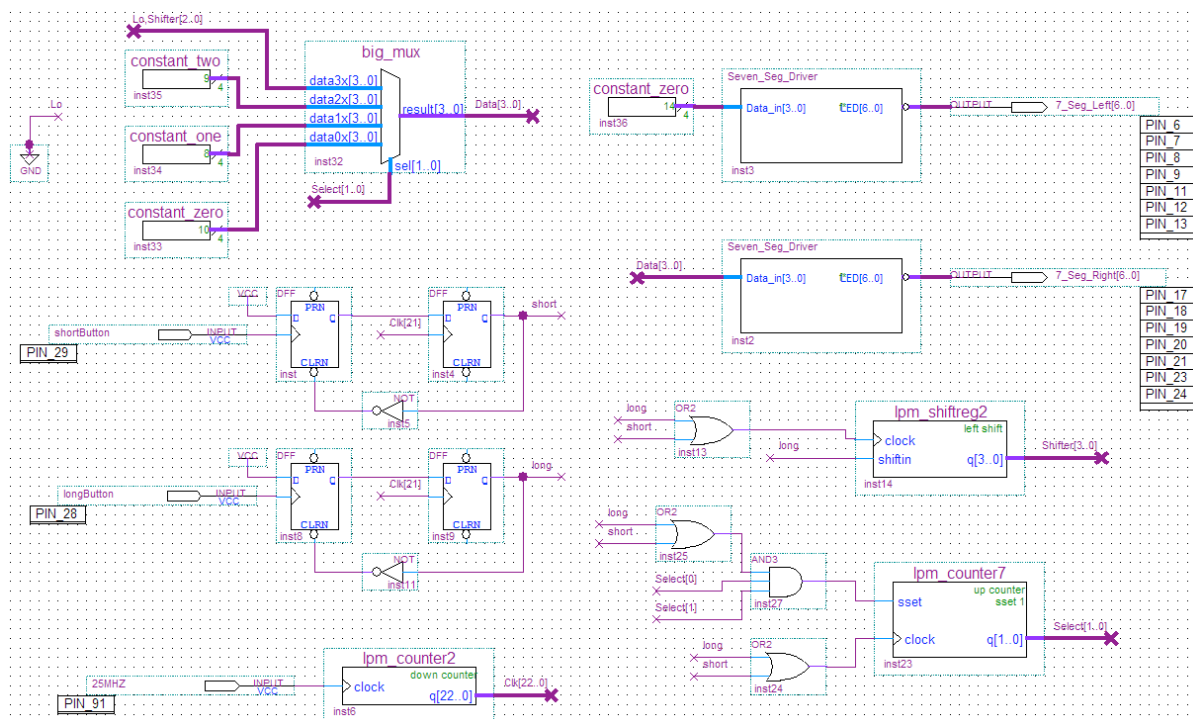 Lo,Shifter[2..0]
constant_two
9
4
inst35
Lo
GND
constant_one
8
4
inst34
constant_zero
10
4
inst33
big_mux
data3x[3..0]
data2x[3..0]
data1x[3..0]
data0x[3..0]
result[3..0]
Data[3..0]
inst32
sel[1..0]
Select[1..0]
constant_zero
14
4
inst36
Seven_Seg_Driver
Data_in[3..0]
LED[6..0]
inst3
OUTPUT
7_Seg_Left[6..0]
PIN_6
PIN_7
PIN_8
PIN_9
PIN_11
PIN_12
PIN_13
Seven_Seg_Driver
Data[3..0]
Data_in[3..0]
LED[6..0]
inst2
OUTPUT
7_Seg_Right[6..0]
PIN_17
PIN_18
PIN_19
PIN_20
PIN_21
PIN_23
PIN_24
shortButton
INPUT
VCC
PIN_29
VCC
DFF
PRN
D
Q
CLRN
inst
Clk[21]
DFF
PRN
D
Q
CLRN
inst4
short
NOT
inst5
longButton
INPUT
VCC
PIN_28
VCC
DFF
PRN
D
Q
CLRN
inst8
Clk[21]
DFF
PRN
D
Q
CLRN
inst9
long
NOT
inst11
long
short
OR2
inst13
long
lpm_shiftreg2
left shift
clock
shiftin
q[3..0]
inst14
Shifter[3..0]
long
short
OR2
inst25
Select[0]
Select[1]
AND3
inst27
long
short
OR2
inst24
lpm_counter7
up counter
sset 1
sset
clock
q[1..0]
inst23
Select[1..0]
25MHZ
INPUT
VCC
PIN_91
lpm_counter2
down counter
clock
q[22..0]
inst6
Clk[22..0]